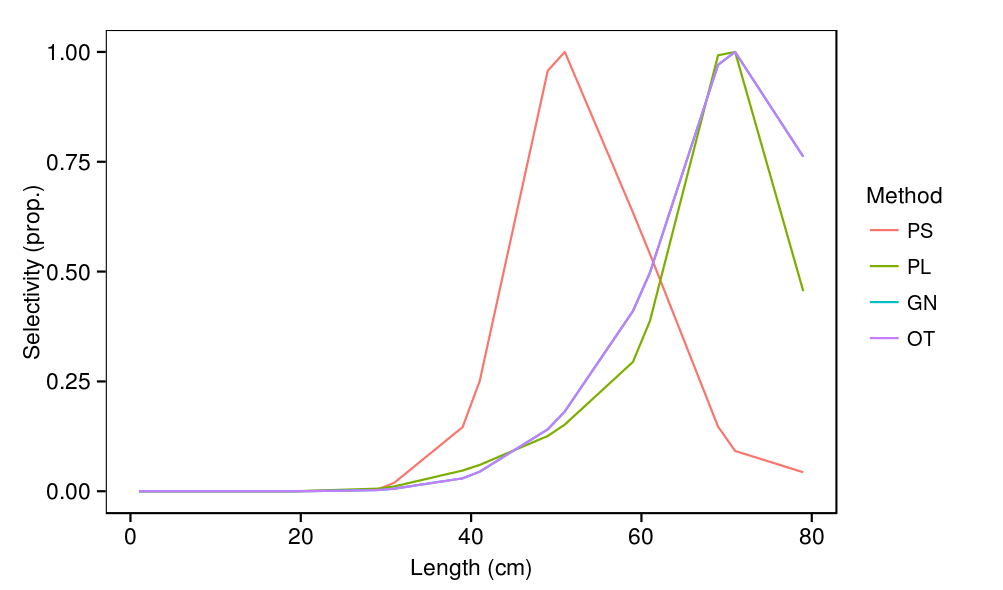 1.00
0.75
0.50
0.25
0.00
Selectivity (prop.)
0 20 40 60 80
Length (cm)
Method
PS
PL
GN
OT